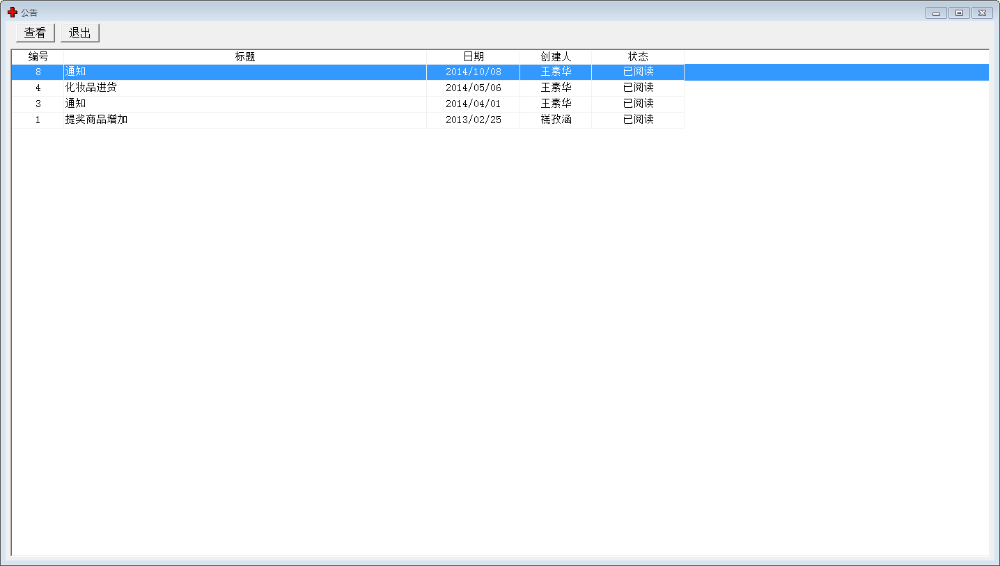 公告
查看 退出
编号 标题 日期 创建人 状态
8 通知 2014/10/08 王素华 已阅读
4 化妆品进货 2014/05/06 王素华 已阅读
3 通知 2014/04/01 王素华 已阅读
1 提奖商品增加 2013/02/25 禚孜涵 已阅读